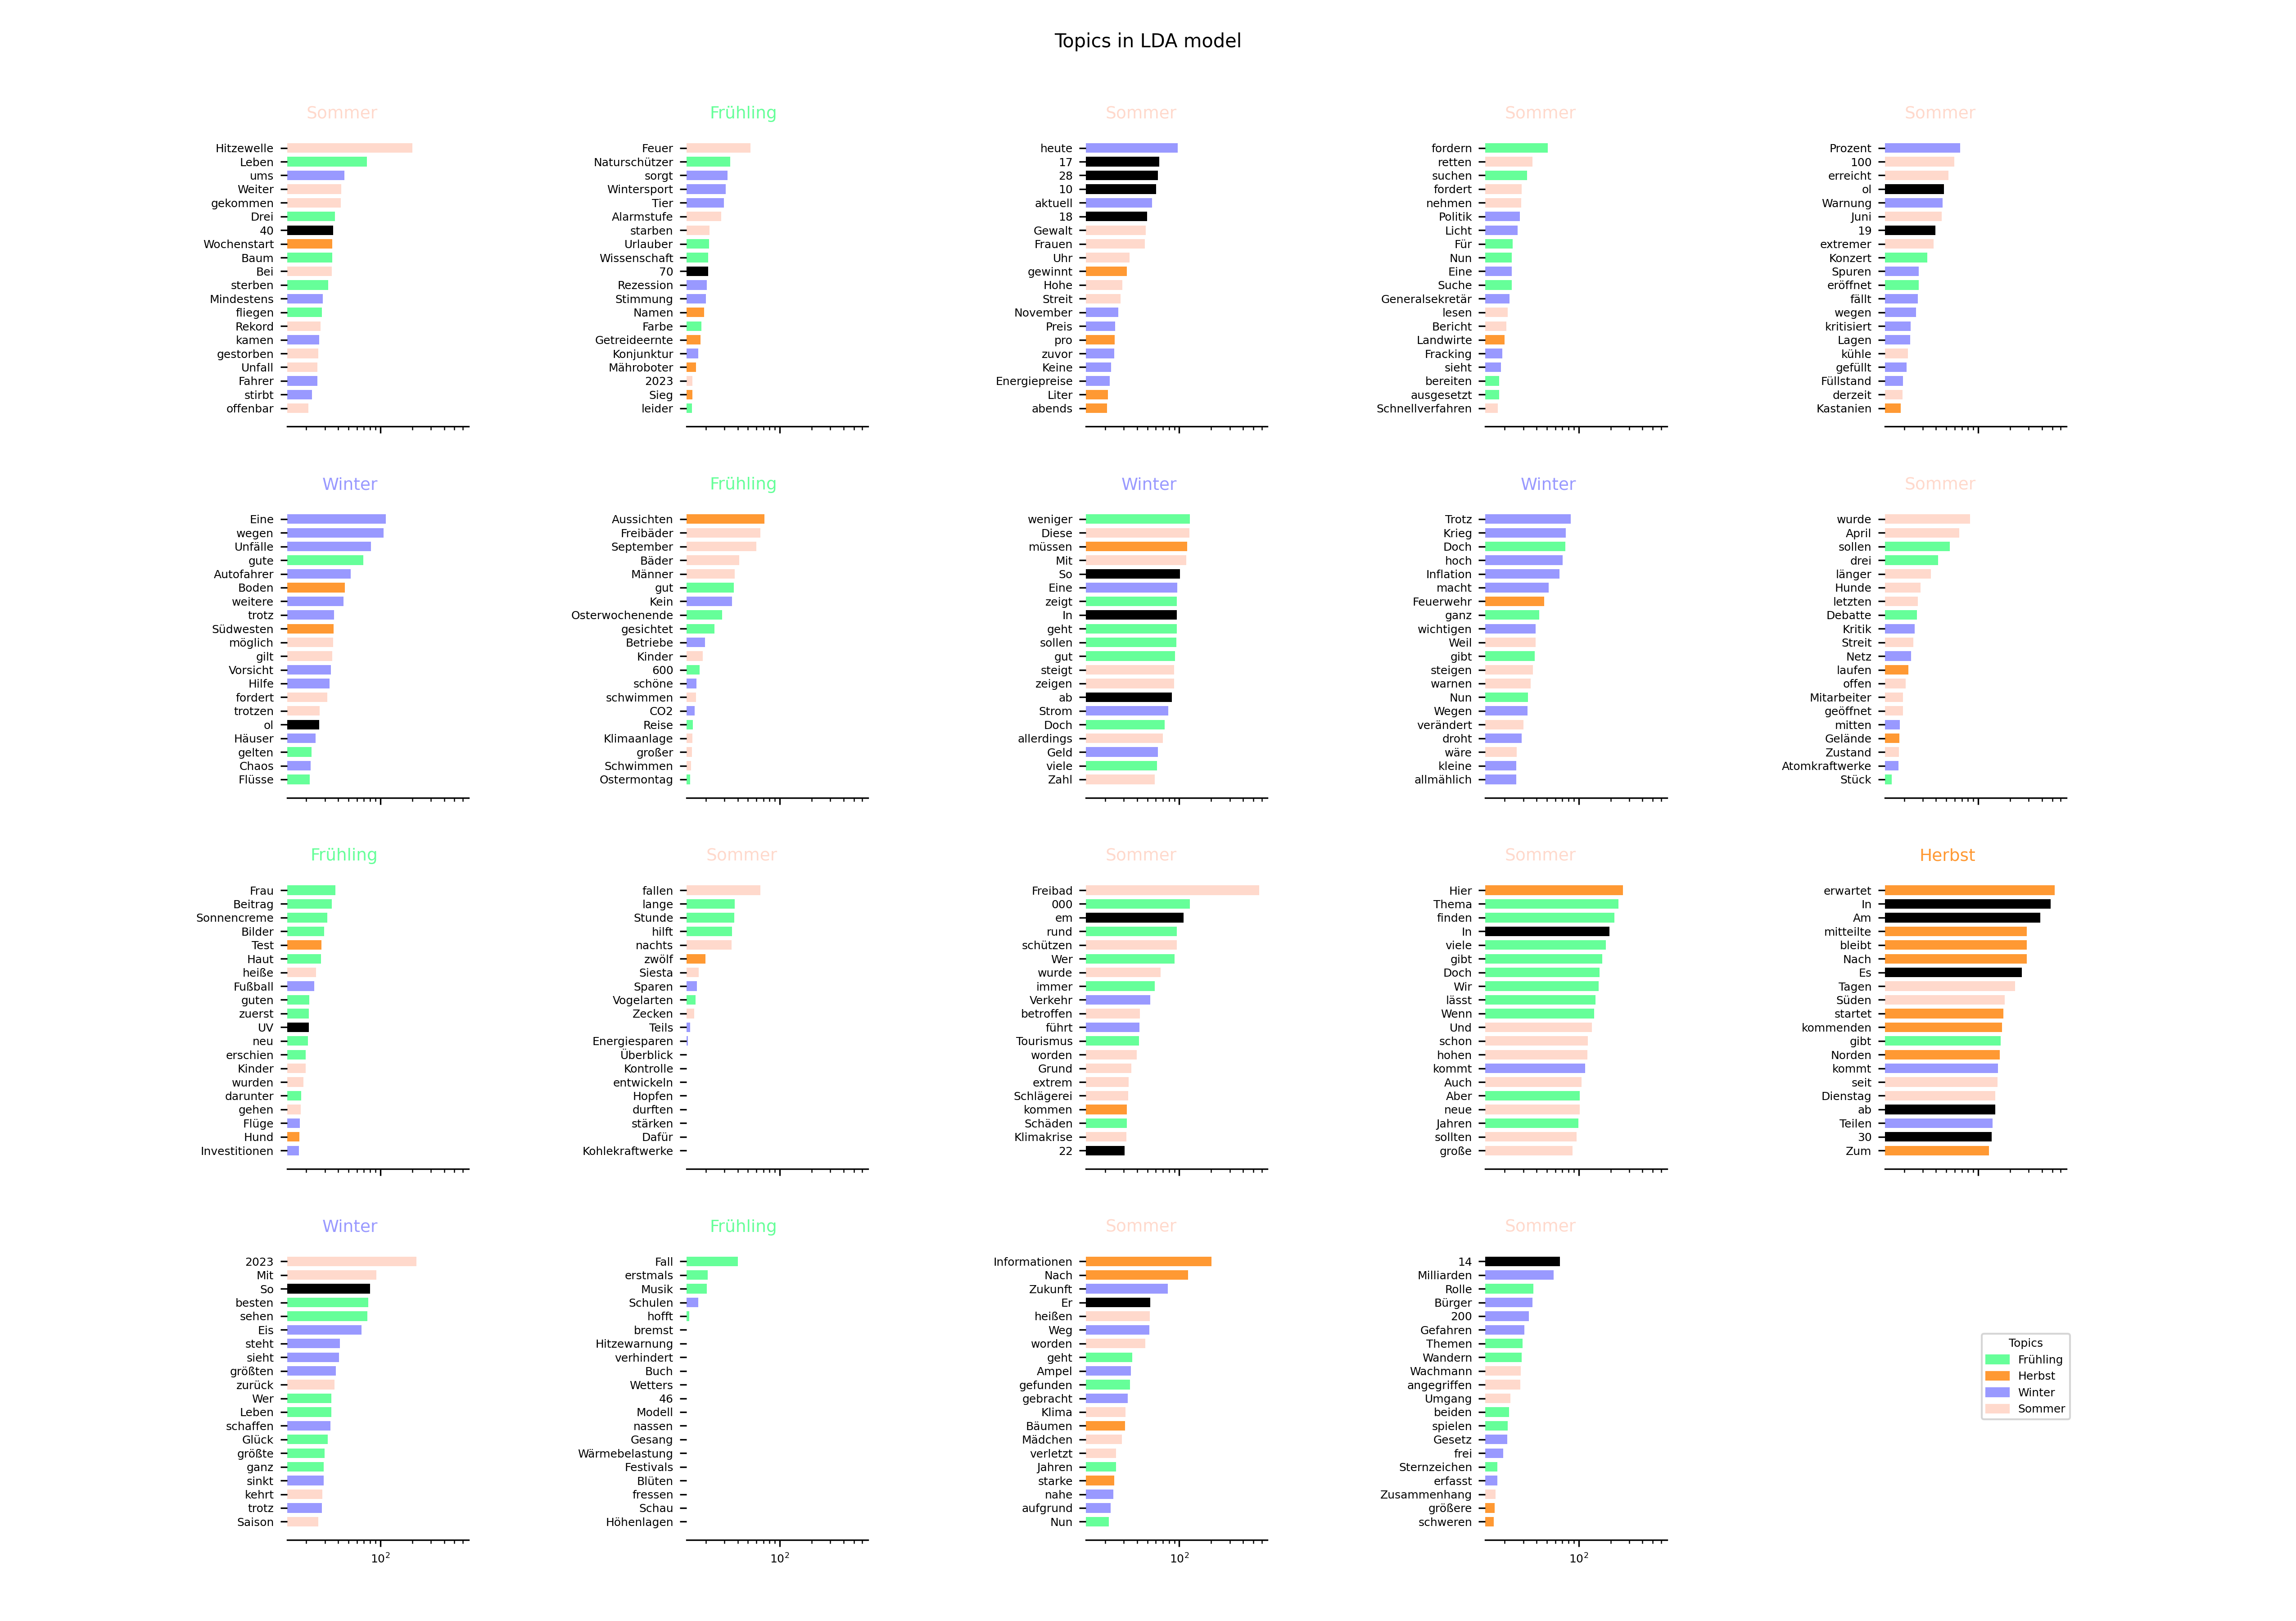 Topics in LDA model
Sommer
Hitzewelle
Leben
ums
Weiter
gekommen
Drei
40
Wochenstart
Baum
Bei
sterben
Mindestens
fliegen
Rekord
kamen
gestorben
Unfall
Fahrer
stirbt
offenbar
Frühling
Feuer
Naturschützer
sorgt
Wintersport
Tier
Alarmstufe
starben
Urlauber
Wissenschaft
70
Rezession
Stimmung
Namen
Farbe
Getreideernte
Konjunktur
Mähroboter
2023
Sieg
leider
Sommer
heute
17
28
10
aktuell
18
Gewalt
Frauen
Uhr
gewinnt
Hohe
Streit
November
Preis
pro
zuvor
Keine
Energiepreise
Liter
abends
Sommer
fordern
retten
suchen
fordert
nehmen
Politik
Licht
Für
Nun
Eine
Suche
Generalsekretär
lesen
Bericht
Landwirte
Fracking
sieht
bereiten
ausgesetzt
Schnellverfahren
Sommer
Prozent
100
erreicht
ol
Warnung
Juni
19
extremer
Konzert
Spuren
eröffnet
fällt
wegen
kritisiert
Lagen
kühle
gefüllt
Füllstand
derzeit
Kastanien
Winter
Eine
wegen
Unfälle
gute
Autofahrer
Boden
weitere
trotz
Südwesten
möglich
gilt
Vorsicht
Hilfe
fordert
trotzen
ol
Häuser
gelten
Chaos
Flüsse
Frühling
Aussichten
Freibäder
September
Bäder
Männer
gut
Kein
Osterwochenende
gesichtet
Betriebe
Kinder
600
schöne
schwimmen
CO2
Reise
Klimaanlage
großer
Schwimmen
Ostermontag
Winter
weniger
Diese
müssen
Mit
So
Eine
zeigt
In
geht
sollen
gut
steigt
zeigen
ab
Strom
Doch
allerdings
Geld
viele
Zahl
Winter
Trotz
Krieg
Doch
hoch
Inflation
macht
Feuerwehr
ganz
wichtigen
Weil
gibt
steigen
warnen
Nun
Wegen
verändert
droht
wäre
kleine
allmählich
Sommer
wurde
April
sollen
drei
länger
Hunde
letzten
Debatte
Kritik
Streit
Netz
laufen
offen
Mitarbeiter
geöffnet
mitten
Gelände
Zustand
Atomkraftwerke
Stück
Frühling
Frau
Beitrag
Sonnencreme
Bilder
Test
Haut
heiße
Fußball
guten
zuerst
UV
neu
erschien
Kinder
wurden
darunter
gehen
Flüge
Hund
Investitionen
Sommer
fallen
lange
Stunde
hilft
nachts
zwölf
Siesta
Sparen
Vogelarten
Zecken
Teils
Energiesparen
Überblick
Kontrolle
entwickeln
Hopfen
durften
stärken
Dafür
Kohlekraftwerke
Sommer
Freibad
000
em
rund
schützen
Wer
wurde
immer
Verkehr
betroffen
führt
Tourismus
worden
Grund
extrem
Schlägerei
kommen
Schäden
Klimakrise
22
Sommer
Hier
Thema
finden
In
viele
gibt
Doch
Wir
lässt
Wenn
Und
schon
hohen
kommt
Auch
Aber
neue
Jahren
sollten
große
Herbst
erwartet
In
Am
mitteilte
bleibt
Nach
Es
Tagen
Süden
startet
kommenden
gibt
Norden
kommt
seit
Dienstag
ab
Teilen
30
Zum
Winter
2023
Mit
So
besten
sehen
Eis
steht
sieht
größten
zurück
Wer
Leben
schaffen
Glück
größte
ganz
sinkt
kehrt
trotz
Saison
10²
Frühling
Fall
erstmals
Musik
Schulen
hofft
bremst
Hitzewarnung
verhindert
Buch
Wetters
46
Modell
nassen
Gesang
Wärmebelastung
Festivals
Blüten
fressen
Schau
Höhenlagen
10²
Sommer
Informationen
Nach
Zukunft
Er
heißen
Weg
worden
geht
Ampel
gefunden
gebracht
Klima
Bäumen
Mädchen
verletzt
Jahren
starke
nahe
aufgrund
Nun
10²
Sommer
14
Milliarden
Rolle
Bürger
200
Gefahren
Themen
Wandern
Wachmann
angegriffen
Umgang
beiden
spielen
Gesetz
frei
Sternzeichen
erfasst
Zusammenhang
größere
schweren
10²
Topics
Frühling
Herbst
Winter
Sommer